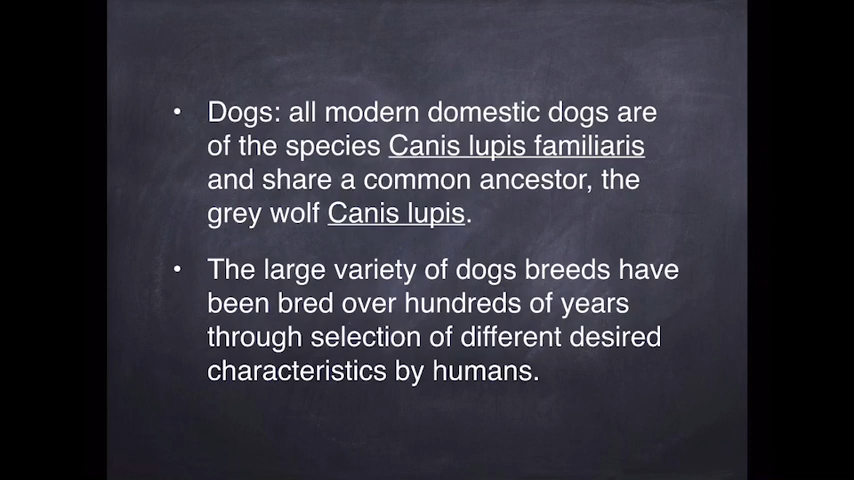 • Dogs: all modern domestic dogs are
of the species Canis lupis familiaris
and share a common ancestor, the
grey wolf Canis lupis.
• The large variety of dogs breeds have
been bred over hundreds of years
through selection of different desired
characteristics by humans.